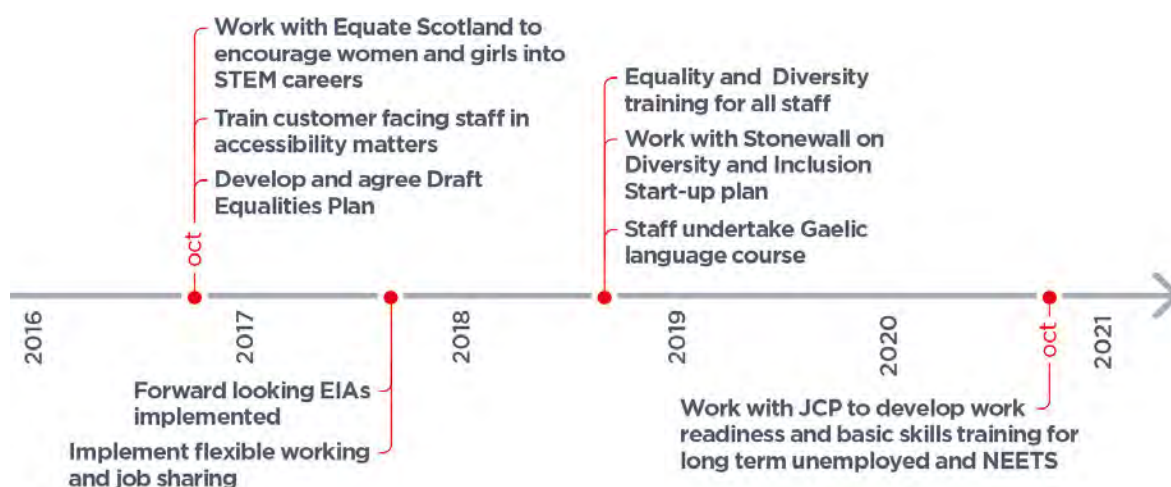 Work with Equate Scotland to
encourage women and girls into
STEM careers
Train customer facing staff in
accessibility matters
Develop and agree Draft
Equalities Plan
oct
Equality and Diversity
training for all staff
Work with Stonewall on
Diversity and Inclusion
Start-up plan
Staff undertake Gaelic
language course
2016
2017
2018
2019
2020
oct
2021
Forward looking EIAs
implemented
Implement flexible working
and job sharing
Work with JCP to develop work
readiness and basic skills training for
long term unemployed and NEETS